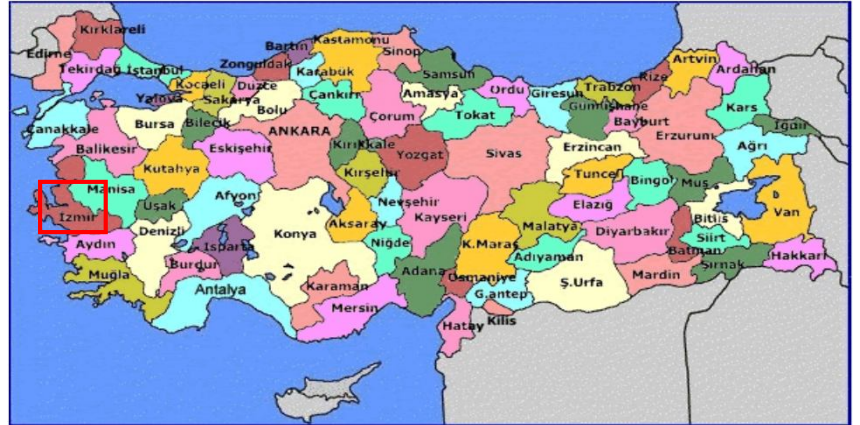 Kırklareli
Edirne
Tekirdağ
İstanbul
Kocaeli
Yalova
Sakarya
Düzce
Zonguldak
Bartın
Karabük
Kastamonu
Sinop
Samsun
Bolu
Çankırı
Amasya
Ordu
Giresun
Trabzon
Rize
Artvin
Ardahan
Çanakkale
Bursa
Bilecik
ANKARA
Çorum
Tokat
Gümüşhane
Bayburt
Kars
Iğdır
Balıkesir
Kutahya
Eskişehir
Kırıkkale
Yozgat
Sivas
Erzincan
Erzurum
Ağrı
Manisa
Uşak
Afyon
Kırşehir
Nevşehir
Kayseri
Tunceli
Bingol
Muş
İzmir
Aydın
Denizli
Isparta
Konya
Aksaray
Niğde
K.Maraş
Malatya
Elazığ
Diyarbakır
Bitlis
Van
Muğla
Burdur
Antalya
Karaman
Mersin
Adana
Osmaniye
Adıyaman
G.antep
Ş.Urfa
Mardin
Batman
Siirt
Şırnak
Hakkari
Hatay
Kilis